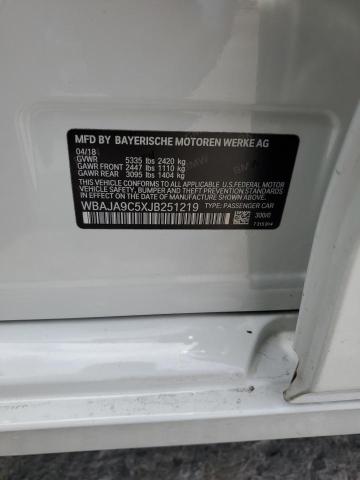 MFD BY BAYERISCHE MOTOREN WERKE AG
04/18
GVWR 5335 lbs 2420 kg
GAWR FRONT 2447 lbs 1110 kg
GAWR REAR 3095 lbs 1404 kg
THIS VEHICLE CONFORMS TO ALL APPLICABLE U.S. FEDERAL MOTOR
VEHICLE SAFETY, BUMPER, AND THEFT PREVENTION STANDARDS
IN EFFECT ON THE DATE OF MANUFACTURE SHOWN ABOVE.
WBAJA9C5XJB251219 TYPE: PASSENGER CAR
300/0